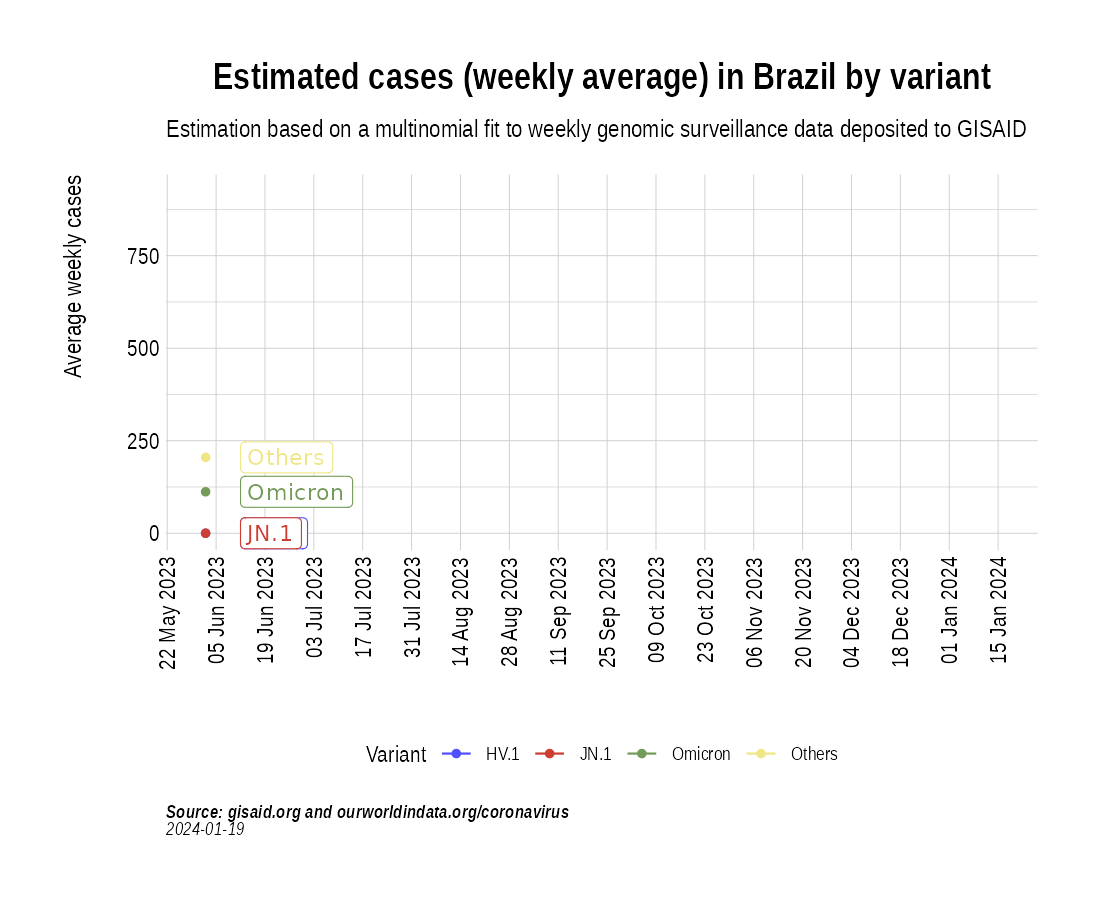 Estimated cases (weekly average) in Brazil by variant
Estimation based on a multinomial fit to weekly genomic surveillance data deposited to GISAID
Average weekly cases
750
500
250
0
Others
Omicron
JN.1
22 May 2023
05 Jun 2023
19 Jun 2023
03 Jul 2023
17 Jul 2023
31 Jul 2023
14 Aug 2023
28 Aug 2023
11 Sep 2023
25 Sep 2023
09 Oct 2023
23 Oct 2023
06 Nov 2023
20 Nov 2023
04 Dec 2023
18 Dec 2023
01 Jan 2024
15 Jan 2024
Variant HV.1 JN.1 Omicron Others
Source: gisaid.org and ourworldindata.org/coronavirus
2024-01-19